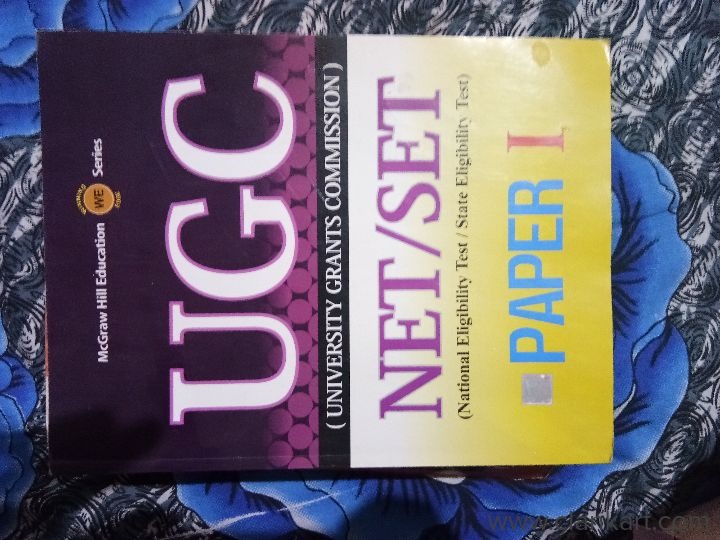 McGraw Hill Education WE Series
UGC
( UNIVERSITY GRANTS COMMISSION )
NET/SET
(National Eligibility Test / State Eligibility Test)
PAPER I